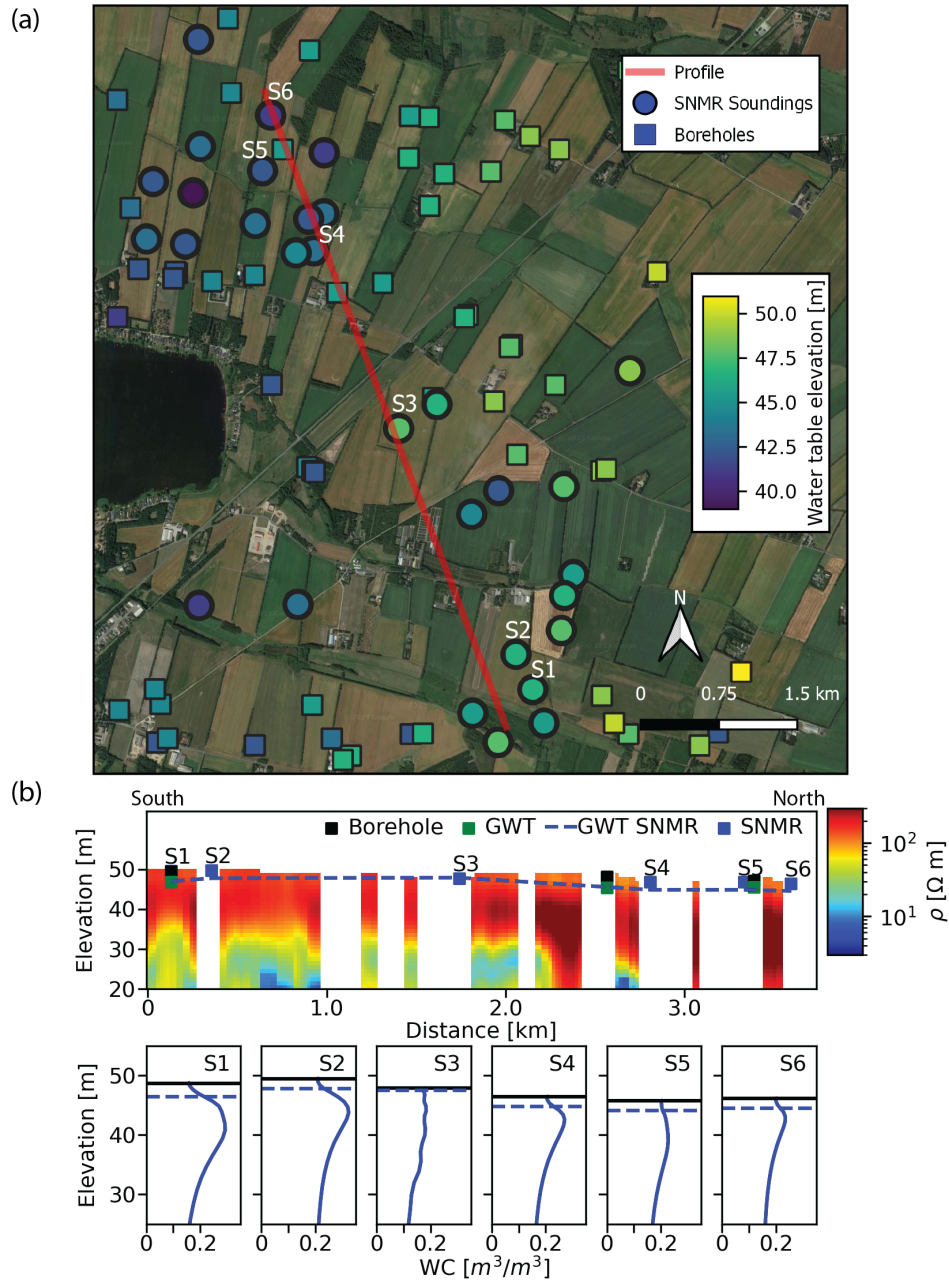 (a)
Profile
SNMR Soundings
Boreholes
S6
S5
S4
50.0
47.5
45.0
42.5
40.0
Water table elevation [m]
S3
N
S2
S1
0 0.75 1.5 km
(b)
South North
Borehole GWT GWT SNMR SNMR
S1 S2 S3 S4 S5 S6
Elevation [m]
50
40
30
20
0.0 1.0 2.0 3.0
Distance [km]
10²
10¹
ρ [Ω m]
S1 S2 S3 S4 S5 S6
Elevation [m]
50
40
30
0 0.2 0 0.2 0 0.2 0 0.2 0 0.2 0 0.2
WC [m³/m³]